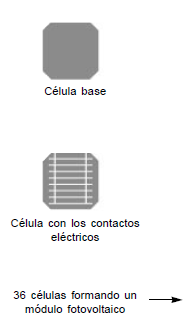 Célula base
Célula con los contactos
eléctricos
36 células formando un
módulo fotovoltaico